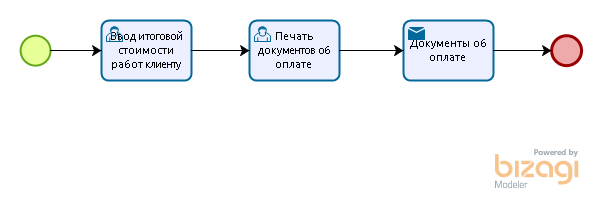 Ввод итоговой
стоимости
работ клиенту
Печать
документов об
оплате
Документы об
оплате
Powered by
bizagi
Modeler